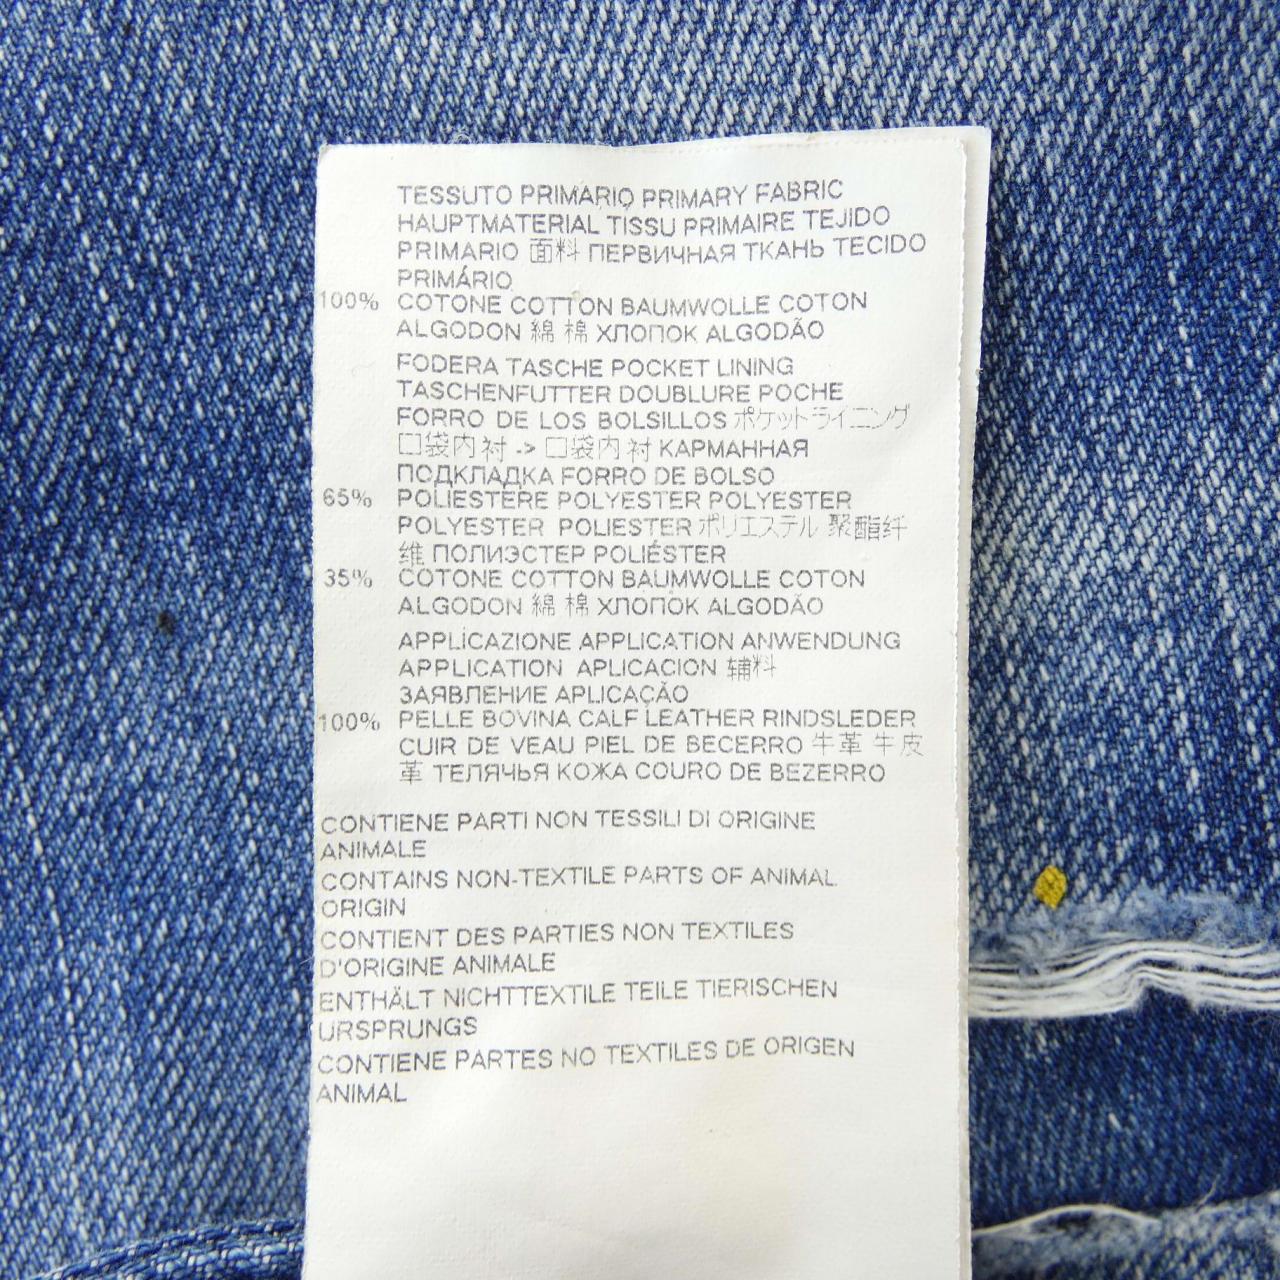 TESSUTO PRIMARIO PRIMARY FABRIC
HAUPTMATERIAL TISSU PRIMAIRE TEJIDO
PRIMARIO 面料 ПЕРВИЧНАЯ ТКАНЬ TECIDO
PRIMÁRIO
100% COTONE COTTON BAUMWOLLE COTON
ALGODON 綿 棉 ХЛОПОК ALGODÃO
FODERA TASCHE POCKET LINING
TASCHENFUTTER DOUBLURE POCHE
FORRO DE LOS BOLSILLOS ポケットライニング
口袋内衬 -> 口袋内衬 КАРМАННАЯ
ПОДКЛАДКА FORRO DE BOLSO
65% POLIESTERE POLYESTER POLYESTER
POLYESTER POLIESTER ポリエステル 聚酯纤
维 ПОЛИЭСТЕР POLIÉSTER
35% COTONE COTTON BAUMWOLLE COTON
ALGODON 綿 棉 ХЛОПОК ALGODÃO
APPLICAZIONE APPLICATION ANWENDUNG
APPLICATION APLICACION 辅料
ЗАЯВЛЕНИЕ APLICAÇÃO
100% PELLE BOVINA CALF LEATHER RINDSLEDER
CUIR DE VEAU PIEL DE BECERRO 牛革 牛皮
革 ТЕЛЯЧЬЯ КОЖА COURO DE BEZERRO
CONTIENE PARTI NON TESSILI DI ORIGINE
ANIMALE
CONTAINS NON-TEXTILE PARTS OF ANIMAL
ORIGIN
CONTIENT DES PARTIES NON TEXTILES
D'ORIGINE ANIMALE
ENTHÄLT NICHTTEXTILE TEILE TIERISCHEN
URSPRUNGS
CONTIENE PARTES NO TEXTILES DE ORIGEN
ANIMAL